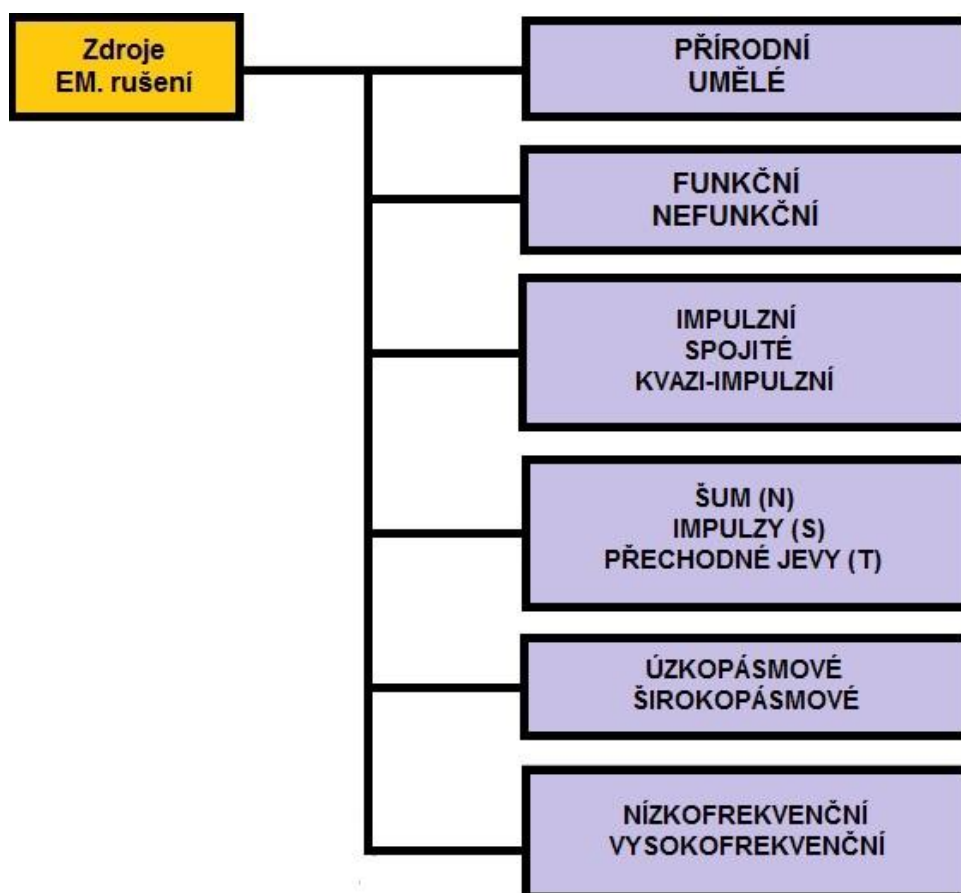 Zdroje
EM. rušení
PŘÍRODNÍ
UMĚLÉ
FUNKČNÍ
NEFUNKČNÍ
IMPULZNÍ
SPOJITÉ
KVAZI-IMPULZNÍ
ŠUM (N)
IMPULZY (S)
PŘECHODNÉ JEVY (T)
ÚZKOPÁSMOVÉ
ŠIROKOPÁSMOVÉ
NÍZKOFREKVENČNÍ
VYSOKOFREKVENČNÍ